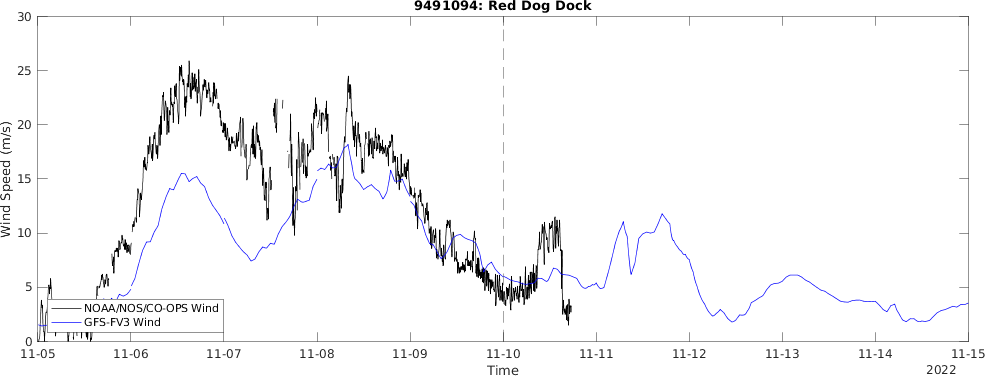 9491094: Red Dog Dock
30
25
20
15
10
5
0
Wind Speed (m/s)
NOAA/NOS/CO-OPS Wind
GFS-FV3 Wind
11-05 11-06 11-07 11-08 11-09 11-10 11-11 11-12 11-13 11-14 11-15
Time
2022